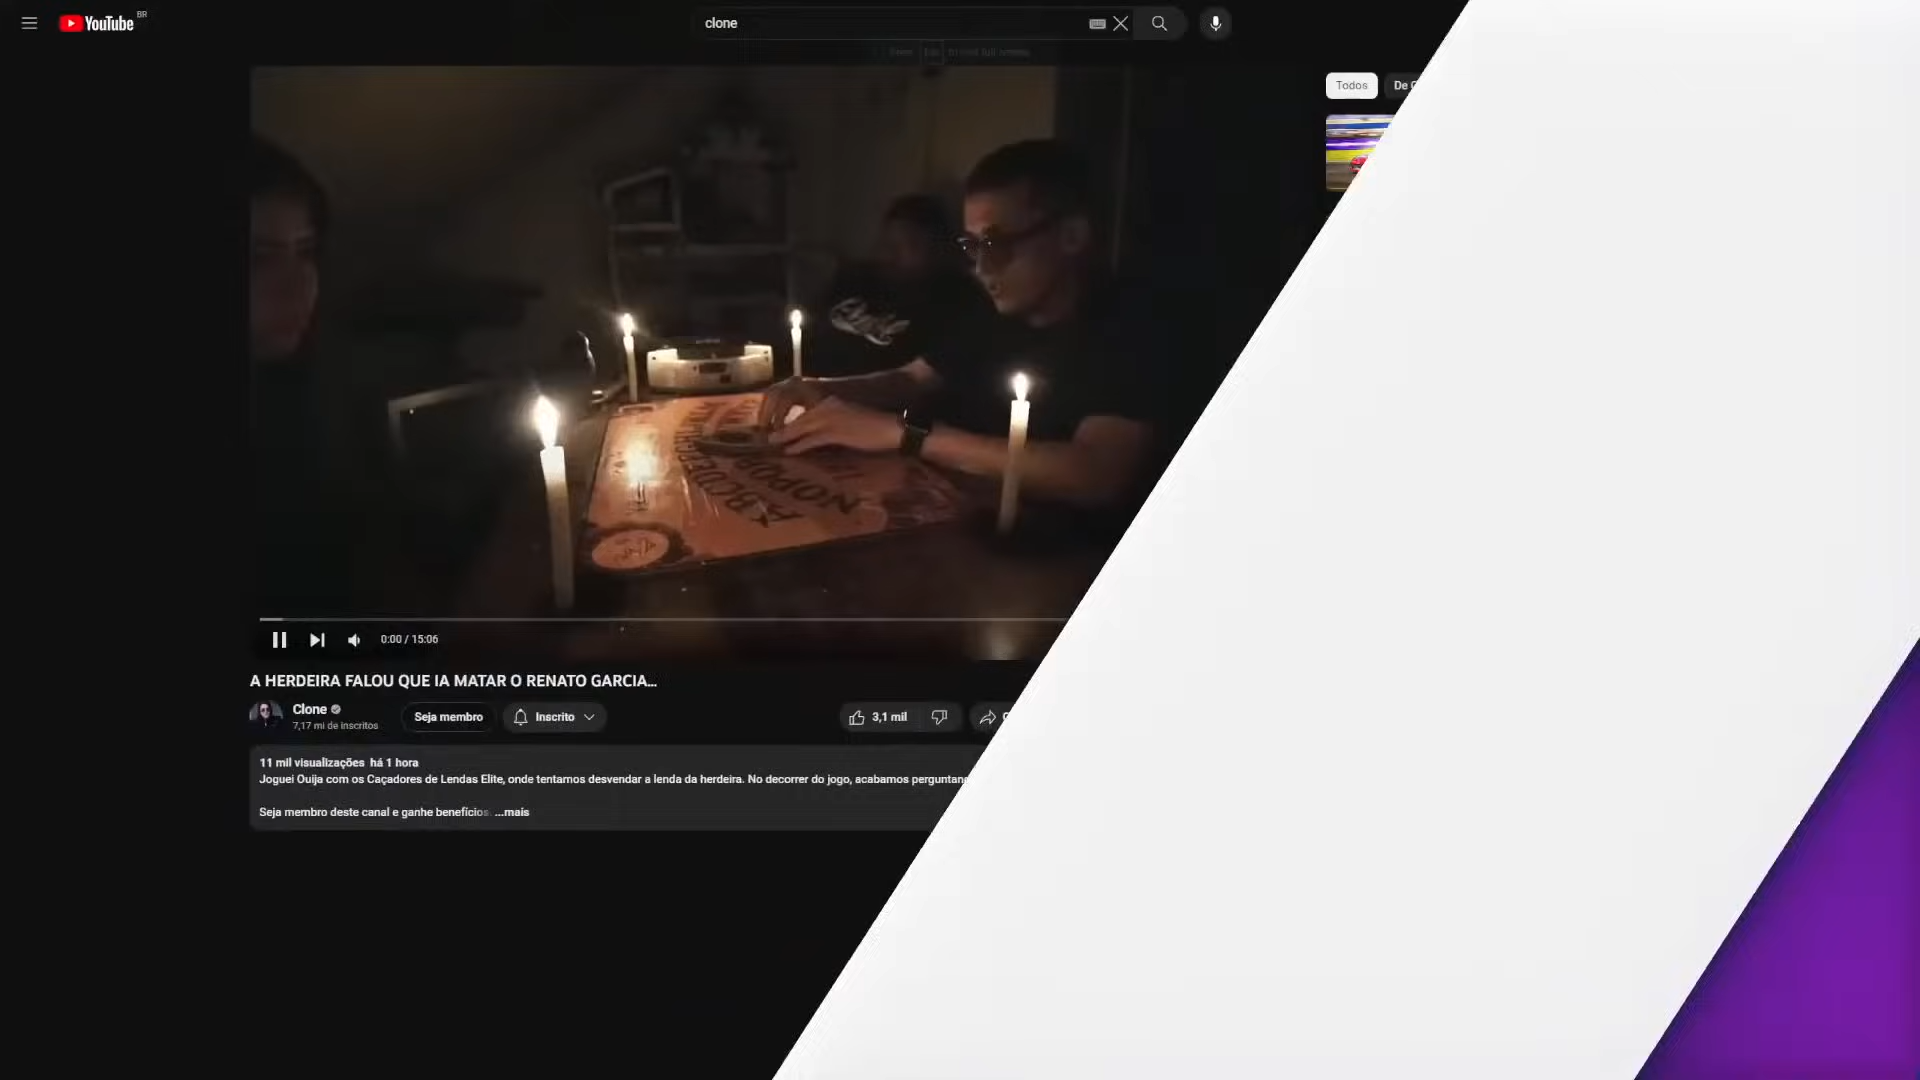 YouTube BR
clone
Todos
De
A HERDEIRA FALOU QUE IA MATAR O RENATO GARCIA...
Clone
7,17 mi de inscritos
Seja membro
Inscrito
3,1 mil
0:00 / 15:06
11 mil visualizações há 1 hora
Joguei Ouija com os Caçadores de Lendas Elite, onde tentamos desvendar a lenda da herdeira. No decorrer do jogo, acabamos
Seja membro deste canal e ganhe benefícios ...mais